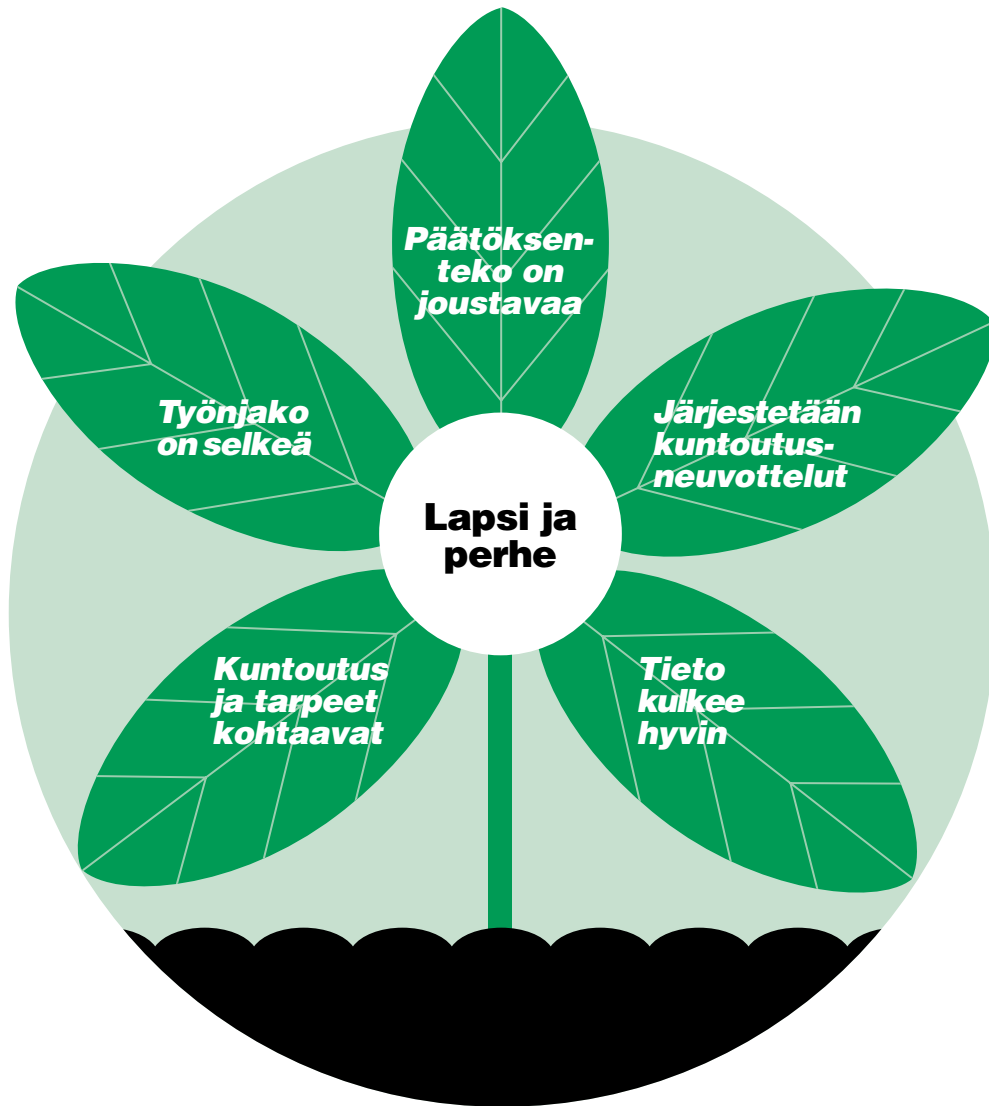 Päätöksen-
teko on
joustavaa
Työnjako
on selkeä
Järjestetään
kuntoutus-
neuvottelut
Lapsi ja
perhe
Kuntoutus
ja tarpeet
kohtaavat
Tieto
kulkee
hyvin